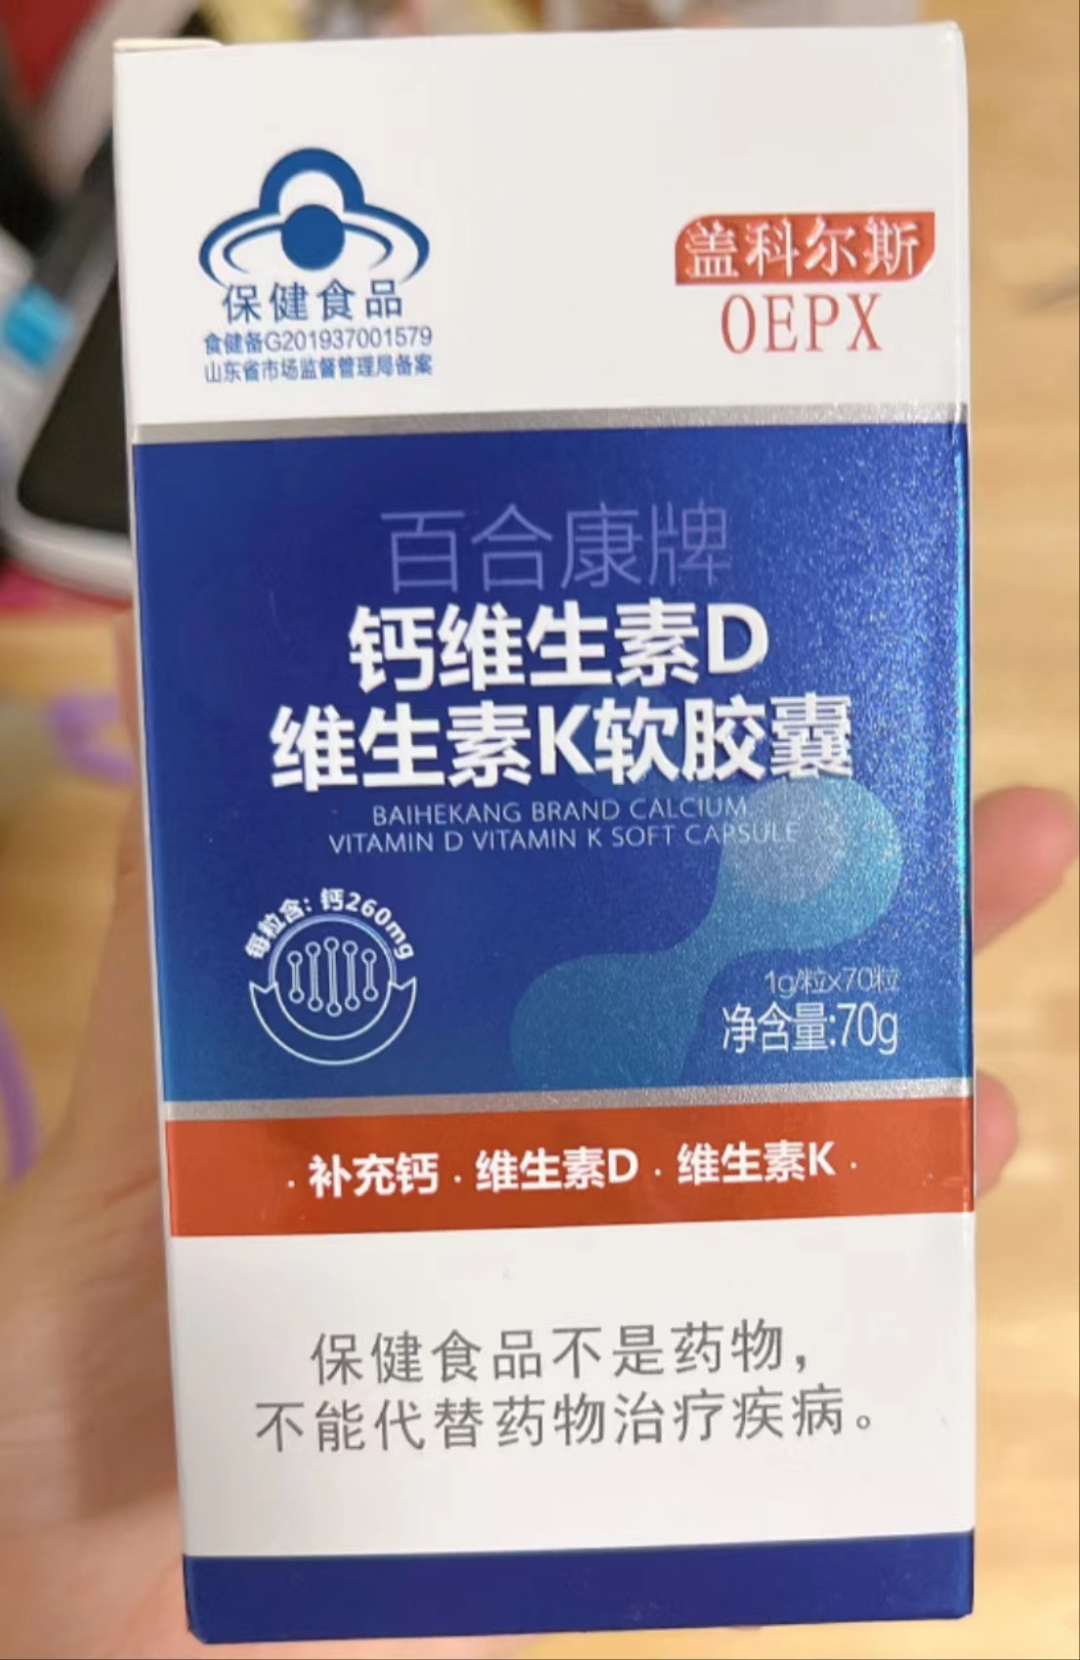 保健食品
食健备G201937001579
山东省市场监督管理局备案
盖科尔斯
OEPX
百合康牌
钙维生素D
维生素K软胶囊
BAIHEKANG BRAND CALCIUM
VITAMIN D VITAMIN K SOFT CAPSULE
每粒含：钙260mg
1g/粒x70粒
净含量:70g
·补充钙·维生素D·维生素K·
保健食品不是药物，
不能代替药物治疗疾病。